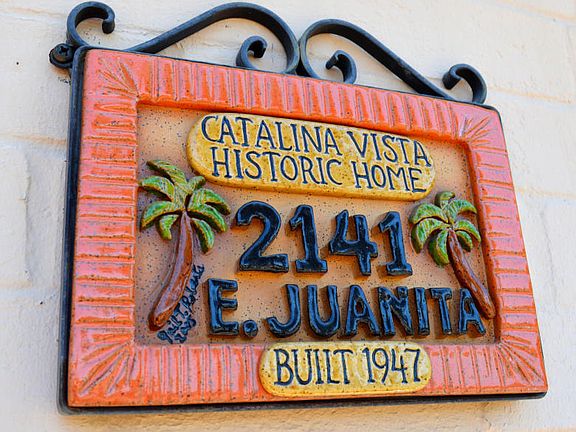 CATALINA VISTA
HISTORIC HOME
2141
E. JUANITA
BUILT 1947